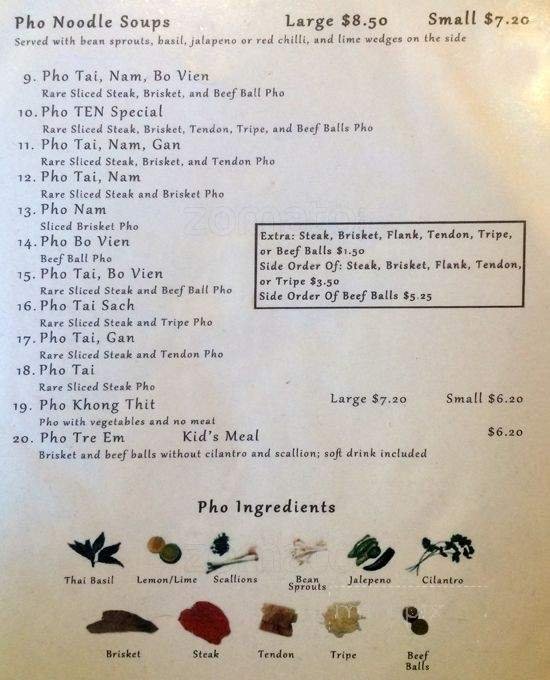 Pho Noodle Soups Large $8.50 Small $7.20
Served with bean sprouts, basil, jalapeno or red chilli, and lime wedges on the side
9. Pho Tai, Nam, Bo Vien
Rare Sliced Steak, Brisket, and Beef Ball Pho
10. Pho TEN Special
Rare Sliced Steak, Brisket, Tendon, Tripe, and Beef Balls Pho
11. Pho Tai, Nam, Gan
Rare Sliced Steak, Brisket, and Tendon Pho
12. Pho Tai, Nam
Rare Sliced Steak and Brisket Pho
13. Pho Nam
Sliced Brisket Pho
14. Pho Bo Vien
Beef Ball Pho
15. Pho Tai, Bo Vien
Rare Sliced Steak and Beef Ball Pho
16. Pho Tai Sach
Rare Sliced Steak and Tripe Pho
17. Pho Tai, Gan
Rare Sliced Steak and Tendon Pho
18. Pho Tai
Rare Sliced Steak Pho
Extra: Steak, Brisket, Flank, Tendon, Tripe,
or Beef Balls $1.50
Side Order Of: Steak, Brisket, Flank, Tendon,
or Tripe $3.50
Side Order Of Beef Balls $5.25
19. Pho Khong Thit Large $7.20 Small $6.20
Pho with vegetables and no meat
20. Pho Tre Em Kid's Meal $6.20
Brisket and beef balls without cilantro and scallion; soft drink included
Pho Ingredients
Thai Basil Lemon/Lime Scallions Bean Sprouts Jalepeno Cilantro
Brisket Steak Tendon Tripe Beef Balls